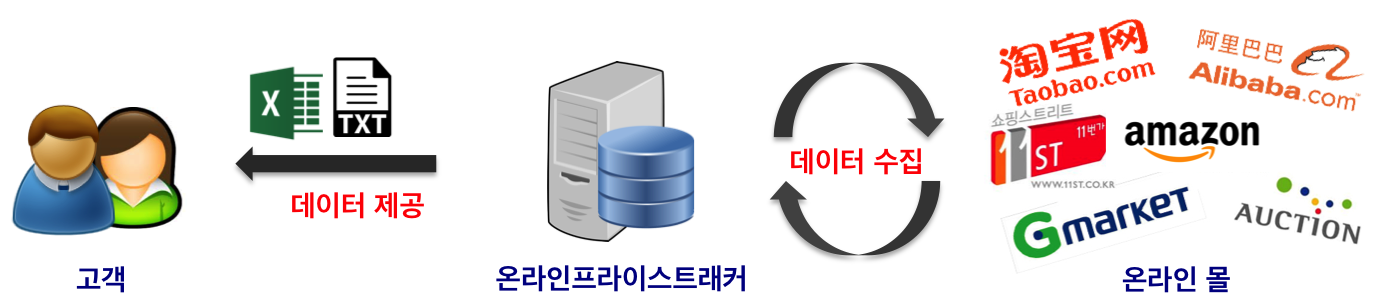 X
TXT
데이터 제공
고객
온라인프라이스트래커
데이터 수집
淘宝网
Taobao.com
阿里巴巴
Alibaba.com™
쇼핑스트리트
11번가
11ST
WWW.11ST.CO.KR
amazon
Gmarket
AUCTION
온라인 몰